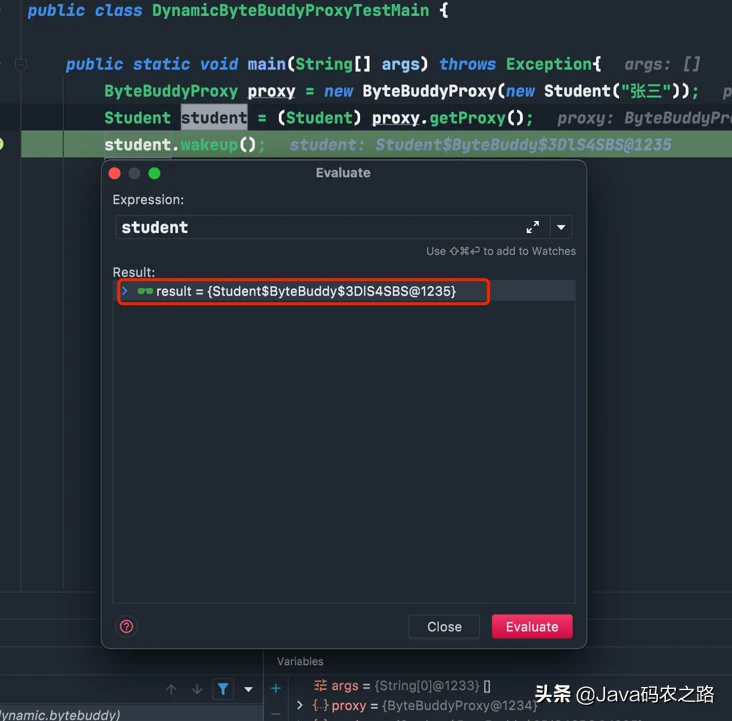 public class DynamicByteBuddyProxyTestMain {
public static void main(String[] args) throws Exception{ args: []
ByteBuddyProxy proxy = new ByteBuddyProxy(new Student("张三")); p
Student student = (Student) proxy.getProxy(); proxy: ByteBuddyPro
student.wakeup(); student: Student$ByteBuddy$3DlS4SBS@1235
Evaluate
Expression:
student
Use ⇧⌘⏎ to add to Watches
Result:
result = {Student$ByteBuddy$3DlS4SBS@1235}
? Close Evaluate
Variables
args = {String[0]@1233} []
proxy = {ByteBuddyProxy@1234}
头条 @Java码农之路
dynamic.bytebuddy)